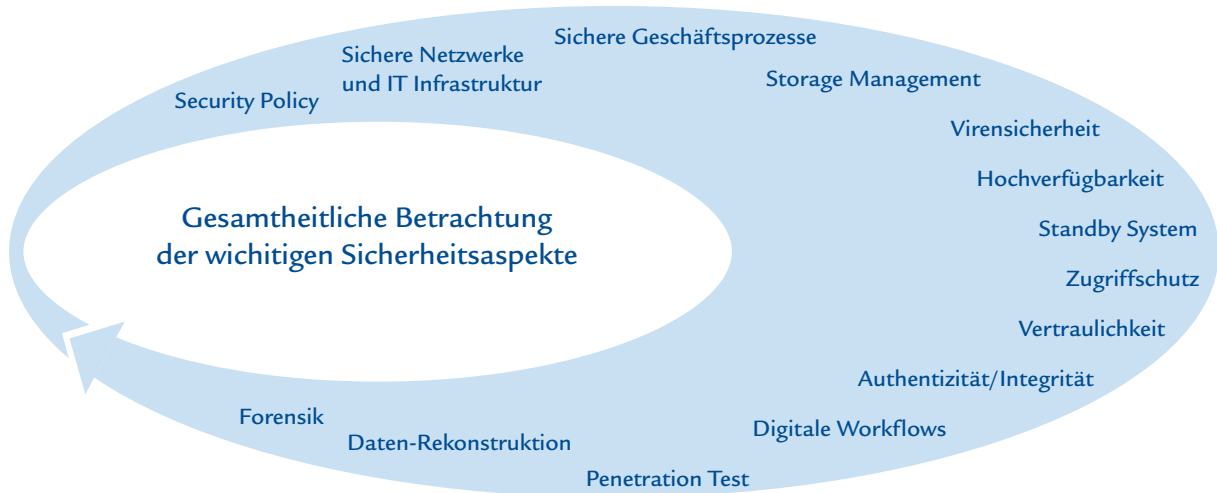 Sichere Geschäftsprozesse
Sichere Netzwerke
und IT Infrastruktur
Storage Management
Security Policy
Virensicherheit
Hochverfügbarkeit
Gesamtheitliche Betrachtung
der wichitigen Sicherheitsaspekte
Standby System
Zugriffschutz
Vertraulichkeit
Authentizität/Integrität
Forensik
Digitale Workflows
Daten-Rekonstruktion
Penetration Test